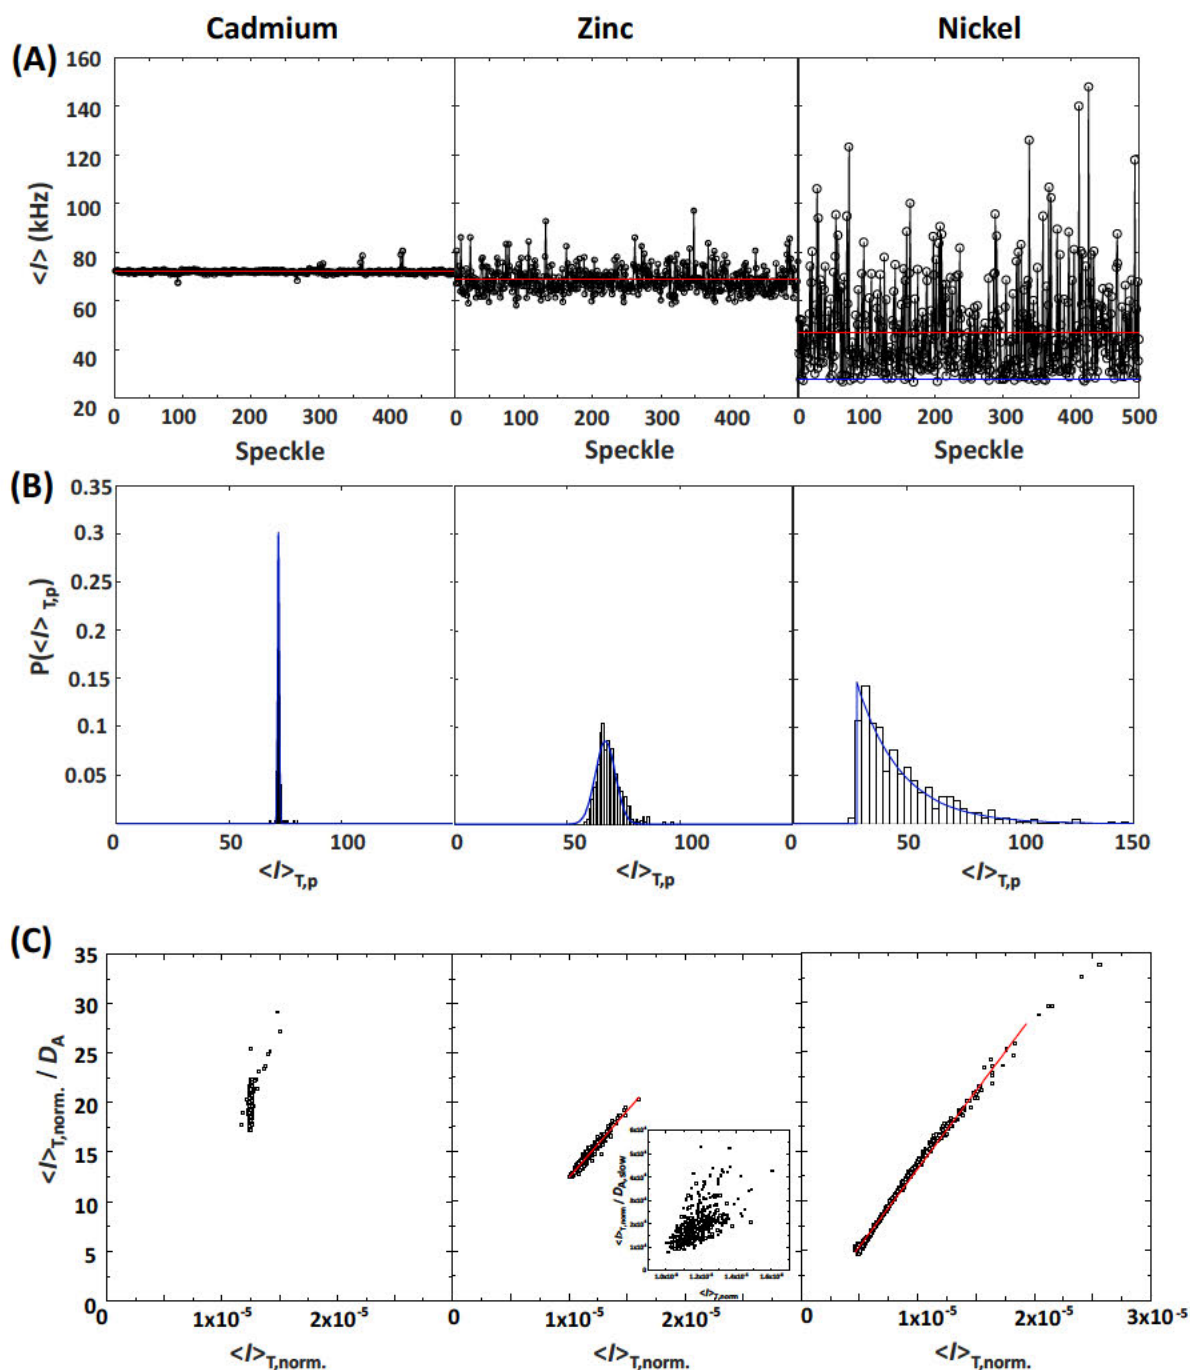 Cadmium Zinc Nickel
(A)
160
140
120
100
80
60
40
20
<I> (kHz)
0 100 200 300 400 0 100 200 300 400 0 100 200 300 400 500
Speckle Speckle Speckle
(B)
0.35
0.3
0.25
0.2
0.15
0.1
0.05
P(<I> T,p)
0 50 100 0 50 100 0 50 100 150
<I>T,p <I>T,p <I>T,p
(C)
35
30
25
20
15
10
5
0
<I>T,norm. / DA
<I>T,norm / DA,slow
<I>T,norm
1x10-5 2x10-5 0 1x10-5 2x10-5 0 1x10-5 2x10-5 3x10-5
<I>T,norm. <I>T,norm. <I>T,norm.